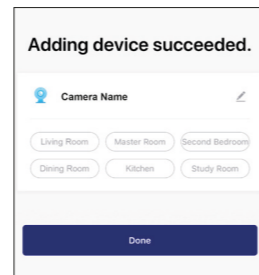 Adding device succeeded.
Camera Name
Living Room Master Room Second Bedroom
Dining Room Kitchen Study Room
Done